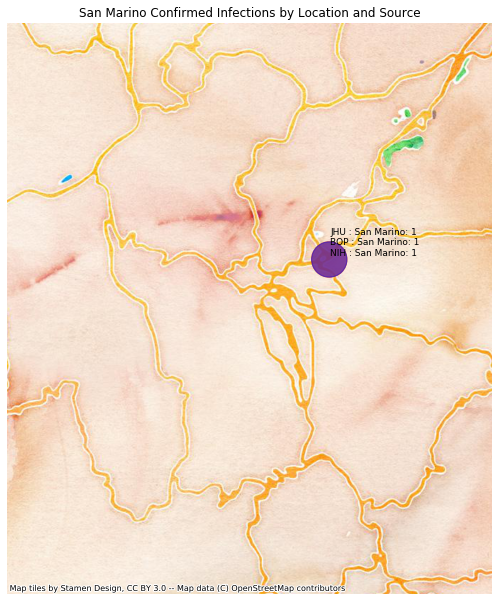 San Marino Confirmed Infections by Location and Source
JHU : San Marino: 1
BOP : San Marino: 1
NIH : San Marino: 1
Map tiles by Stamen Design, CC BY 3.0 -- Map data (C) OpenStreetMap contributors